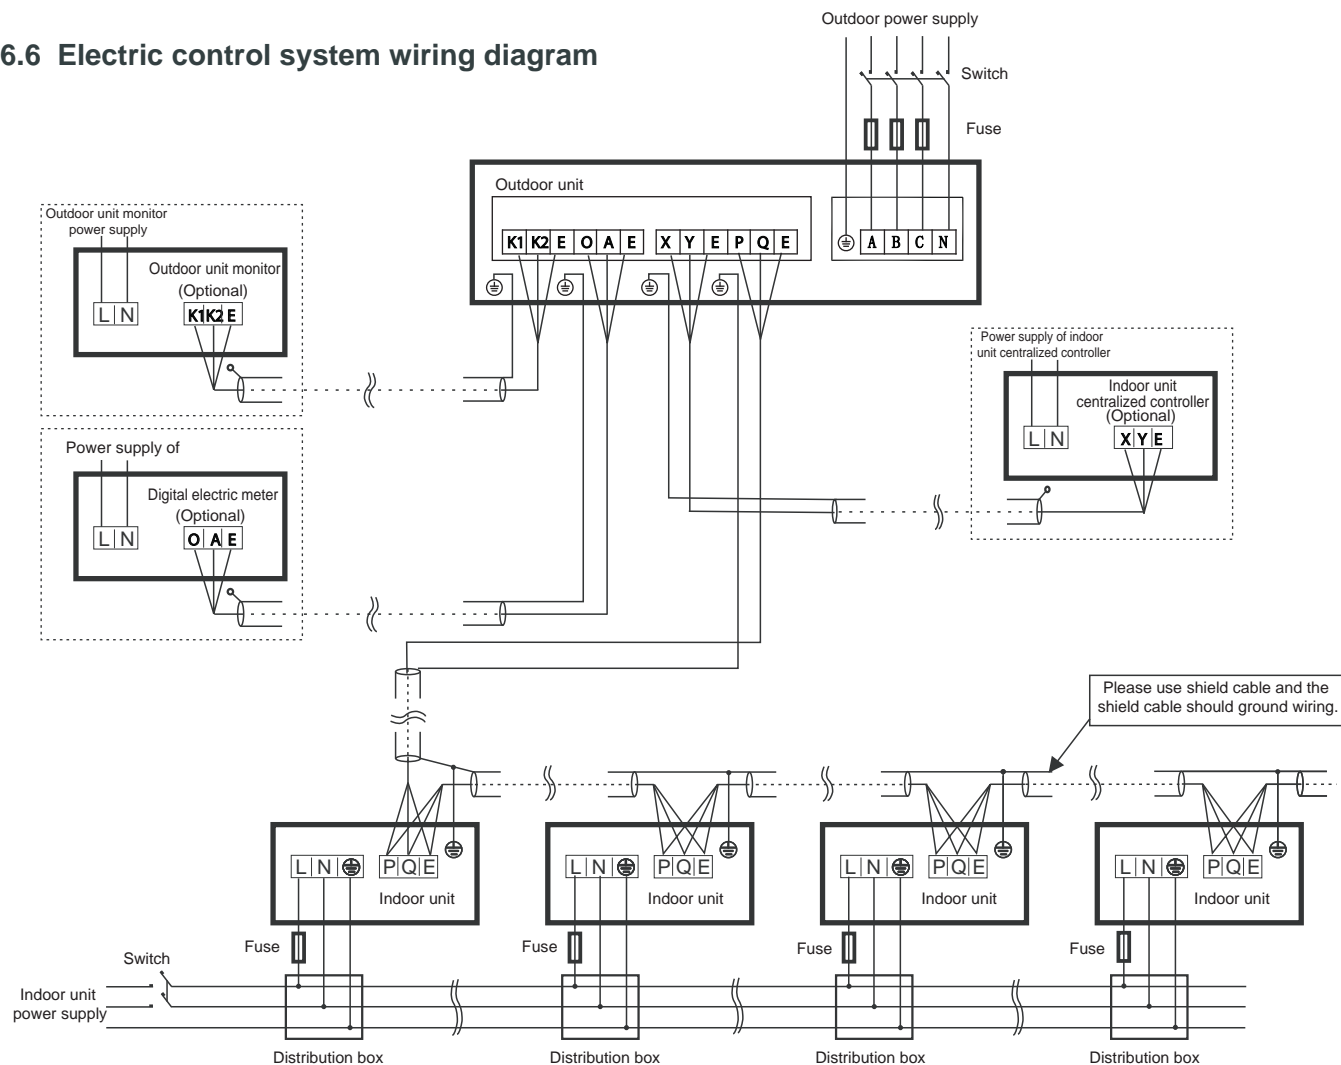 Outdoor power supply
6.6 Electric control system wiring diagram
Switch
Fuse
Outdoor unit
K1 K2 E O A E X Y E P Q E
A B C N
Outdoor unit monitor
power supply
Outdoor unit monitor
(Optional)
L N
K1 K2 E
Power supply of indoor
unit centralized controller
Indoor unit
centralized controller
(Optional)
L N
X Y E
Power supply of
Digital electric meter
(Optional)
L N
O A E
Please use shield cable and the
shield cable should ground wiring.
L N
P Q E
Indoor unit
L N
P Q E
Indoor unit
L N
P Q E
Indoor unit
L N
P Q E
Indoor unit
Fuse
Fuse
Fuse
Fuse
Switch
Indoor unit
power supply
Distribution box
Distribution box
Distribution box
Distribution box